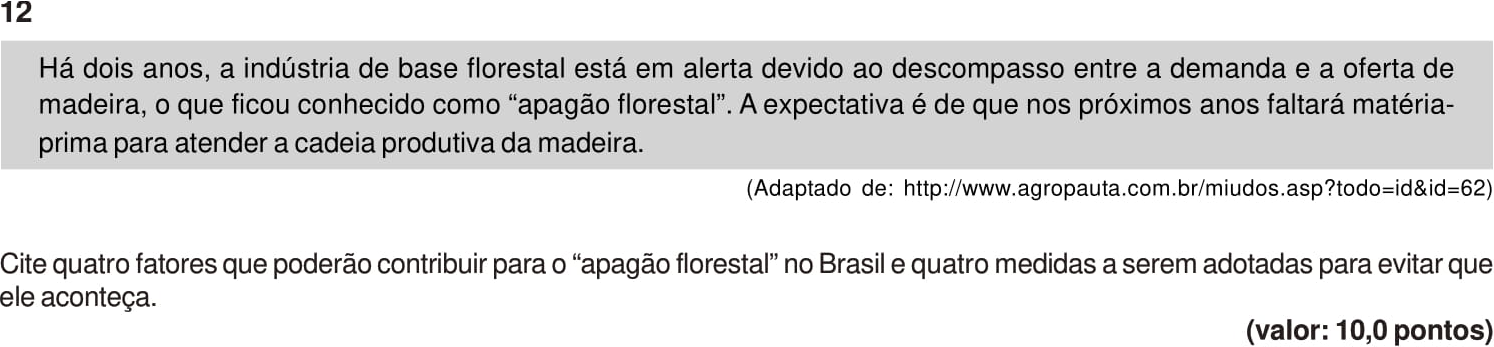 12
Há dois anos, a indústria de base florestal está em alerta devido ao descompasso entre a demanda e a oferta de
madeira, o que ficou conhecido como “apagão florestal”. A expectativa é de que nos próximos anos faltará matéria-
prima para atender a cadeia produtiva da madeira.
(Adaptado de: http://www.agropauta.com.br/miudos.asp?todo=id&id=62)
Cite quatro fatores que poderão contribuir para o “apagão florestal” no Brasil e quatro medidas a serem adotadas para evitar que
ele aconteça.
(valor: 10,0 pontos)